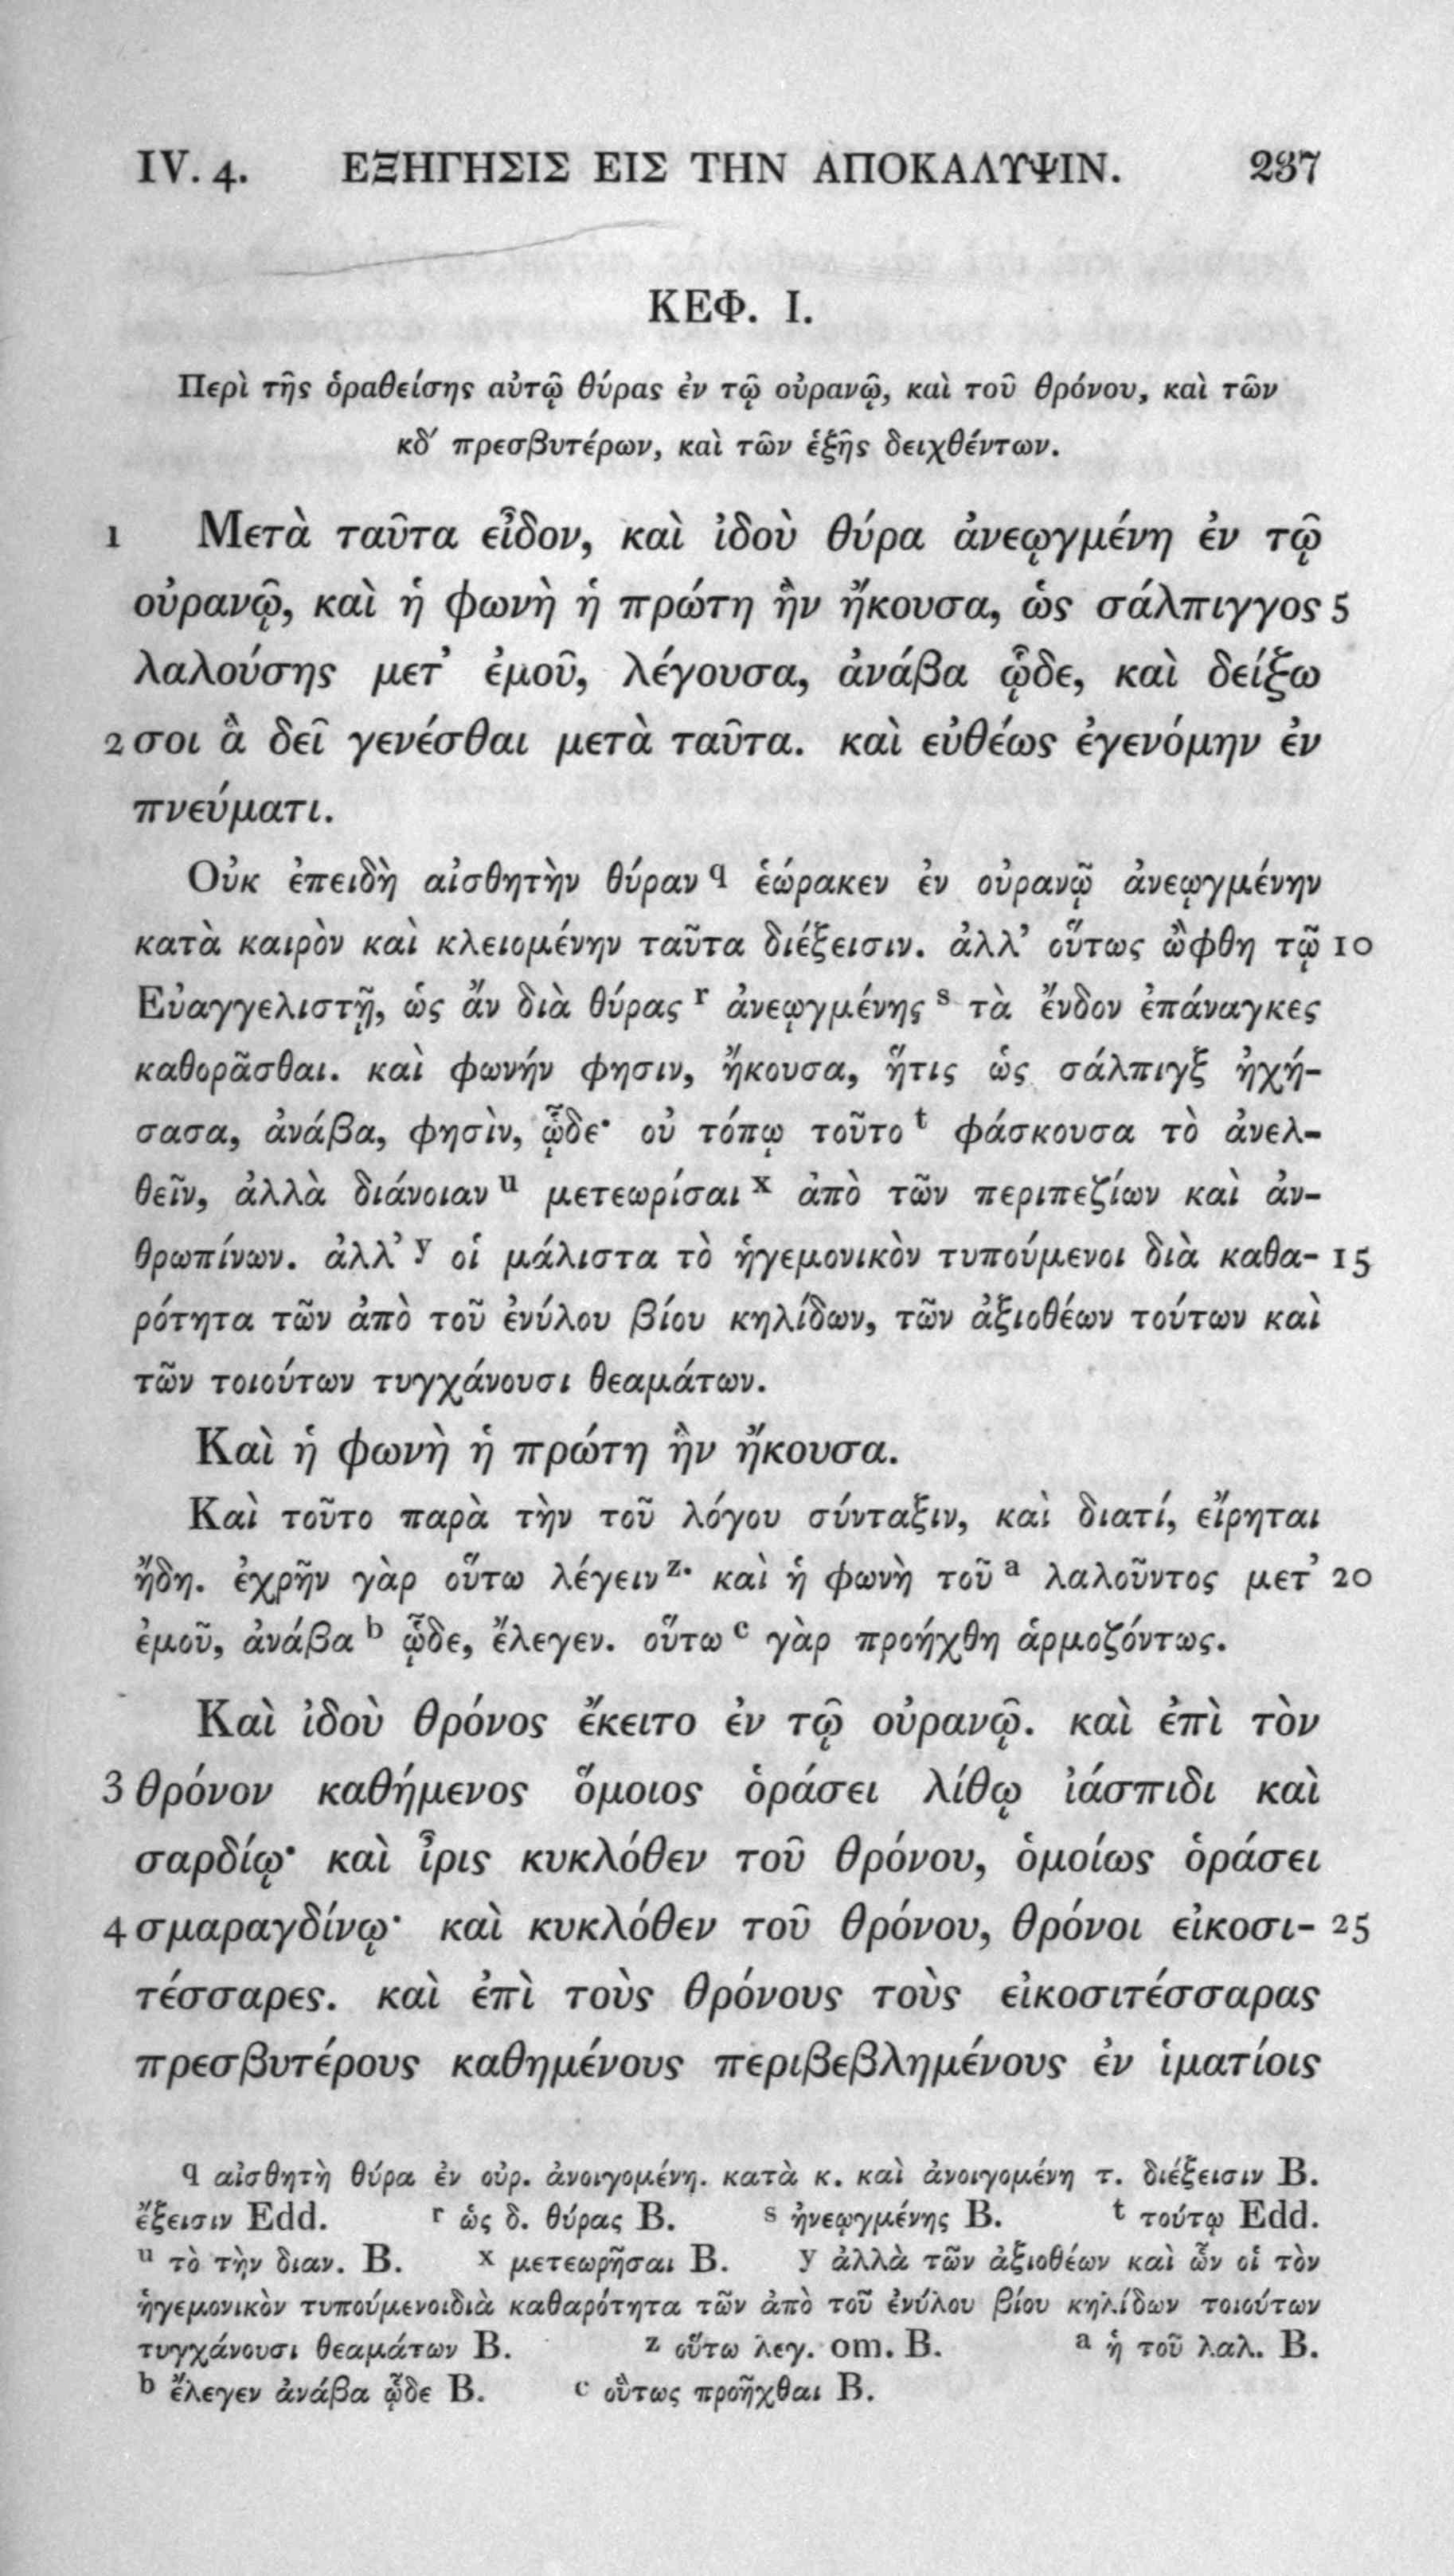 IV. 4. ΕΞΗΓΗΣΙΣ ΕΙΣ ΤΗΝ ΑΠΟΚΑΛΥΨΙΝ. 237
ΚΕΦ. Ι.
Περὶ τῆς ὁραθείσης αὐτῷ θύρας ἐν τῷ οὐρανῷ, καὶ τοῦ θρόνου, καὶ τῶν
κδʹ πρεσβυτέρων, καὶ τῶν ἑξῆς δειχθέντων.
1 Μετὰ ταῦτα εἶδον, καὶ ἰδοὺ θύρα ἀνεῳγμένη ἐν τῷ
οὐρανῷ, καὶ ἡ φωνὴ ἡ πρώτη ἣν ἤκουσα, ὡς σάλπιγγος 5
λαλούσης μετ᾽ ἐμοῦ, λέγουσα, ἀνάβα ᾧδε, καὶ δείξω
2 σοι ἃ δεῖ γενέσθαι μετὰ ταῦτα. καὶ εὐθέως ἐγενόμην ἐν
πνεύματι.
Οὐκ ἐπειδὴ αἰσθητὴν θύραν q ἑώρακεν ἐν οὐρανῷ ἀνεῳγμένην
κατὰ καιρὸν καὶ κλειομένην ταῦτα διέξεισιν. ἀλλ᾽ οὕτως ὤφθη τῷ 10
Εὐαγγελιστῇ, ὡς ἄν διὰ θύρας r ἀνεῳγμένης s τὰ ἔνδον ἐπάναγκες
καθορᾶσθαι. καὶ φωνήν φησιν, ἤκουσα, ἥτις ὡς σάλπιγξ ἠχή-
σασα, ἀνάβα, φησὶν, ᾧδε· οὐ τόπῳ τοῦτο t φάσκουσα τὸ ἀνελ-
θεῖν, ἀλλὰ διάνοιαν u μετεωρίσαι x ἀπὸ τῶν περιπεζίων καὶ ἀν-
θρωπίνων. ἀλλ᾽ y οἱ μάλιστα τὸ ἡγεμονικὸν τυπούμενοι διὰ καθα- 15
ρότητα τῶν ἀπὸ τοῦ ἐνύλου βίου κηλίδων, τῶν ἀξιοθέων τούτων καὶ
τῶν τοιούτων τυγχάνουσι θεαμάτων.
Καὶ ἡ φωνὴ ἡ πρώτη ἣν ἤκουσα.
Καὶ τοῦτο παρὰ τὴν τοῦ λόγου σύνταξιν, καὶ διατί, εἴρηται
ἤδη. ἐχρῆν γὰρ οὕτω λέγειν z· καὶ ἡ φωνὴ τοῦ a λαλοῦντος μετ᾽ 20
ἐμοῦ, ἀνάβα b ᾧδε, ἔλεγεν. οὕτω c γὰρ προήχθη ἁρμοζόντως.
Καὶ ἰδοὺ θρόνος ἔκειτο ἐν τῷ οὐρανῷ. καὶ ἐπὶ τὸν
3 θρόνον καθήμενος ὅμοιος ὁράσει λίθῳ ἰάσπιδι καὶ
σαρδίῳ· καὶ ἶρις κυκλόθεν τοῦ θρόνου, ὁμοίως ὁράσει
4 σμαραγδίνῳ· καὶ κυκλόθεν τοῦ θρόνου, θρόνοι εἰκοσι- 25
τέσσαρες. καὶ ἐπὶ τοὺς θρόνους τοὺς εἰκοσιτέσσαρας
πρεσβυτέρους καθημένους περιβεβλημένους ἐν ἱματίοις
q αἰσθητὴ θύρα ἐν οὐρ. ἀνοιγομένη. κατὰ κ. καὶ ἀνοιγομένη τ. διέξεισιν B.
ἔξεισιν Edd. r ὡς δ. θύρας B. s ἠνεῳγμένης B. t τούτῳ Edd.
u τὸ τὴν διαν. B. x μετεωρῆσαι B. y ἀλλὰ τῶν ἀξιοθέων καὶ ὧν οἱ τὸν
ἡγεμονικὸν τυπούμενοιδιὰ καθαρότητα τῶν ἀπὸ τοῦ ἐνύλου βίου κηλίδων τοιούτων
τυγχάνουσι θεαμάτων B. z οὕτω λεγ. om. B. a ἡ τοῦ λαλ. B.
b ἔλεγεν ἀνάβα ᾧδε B. c οὕτως προῆχθαι B.